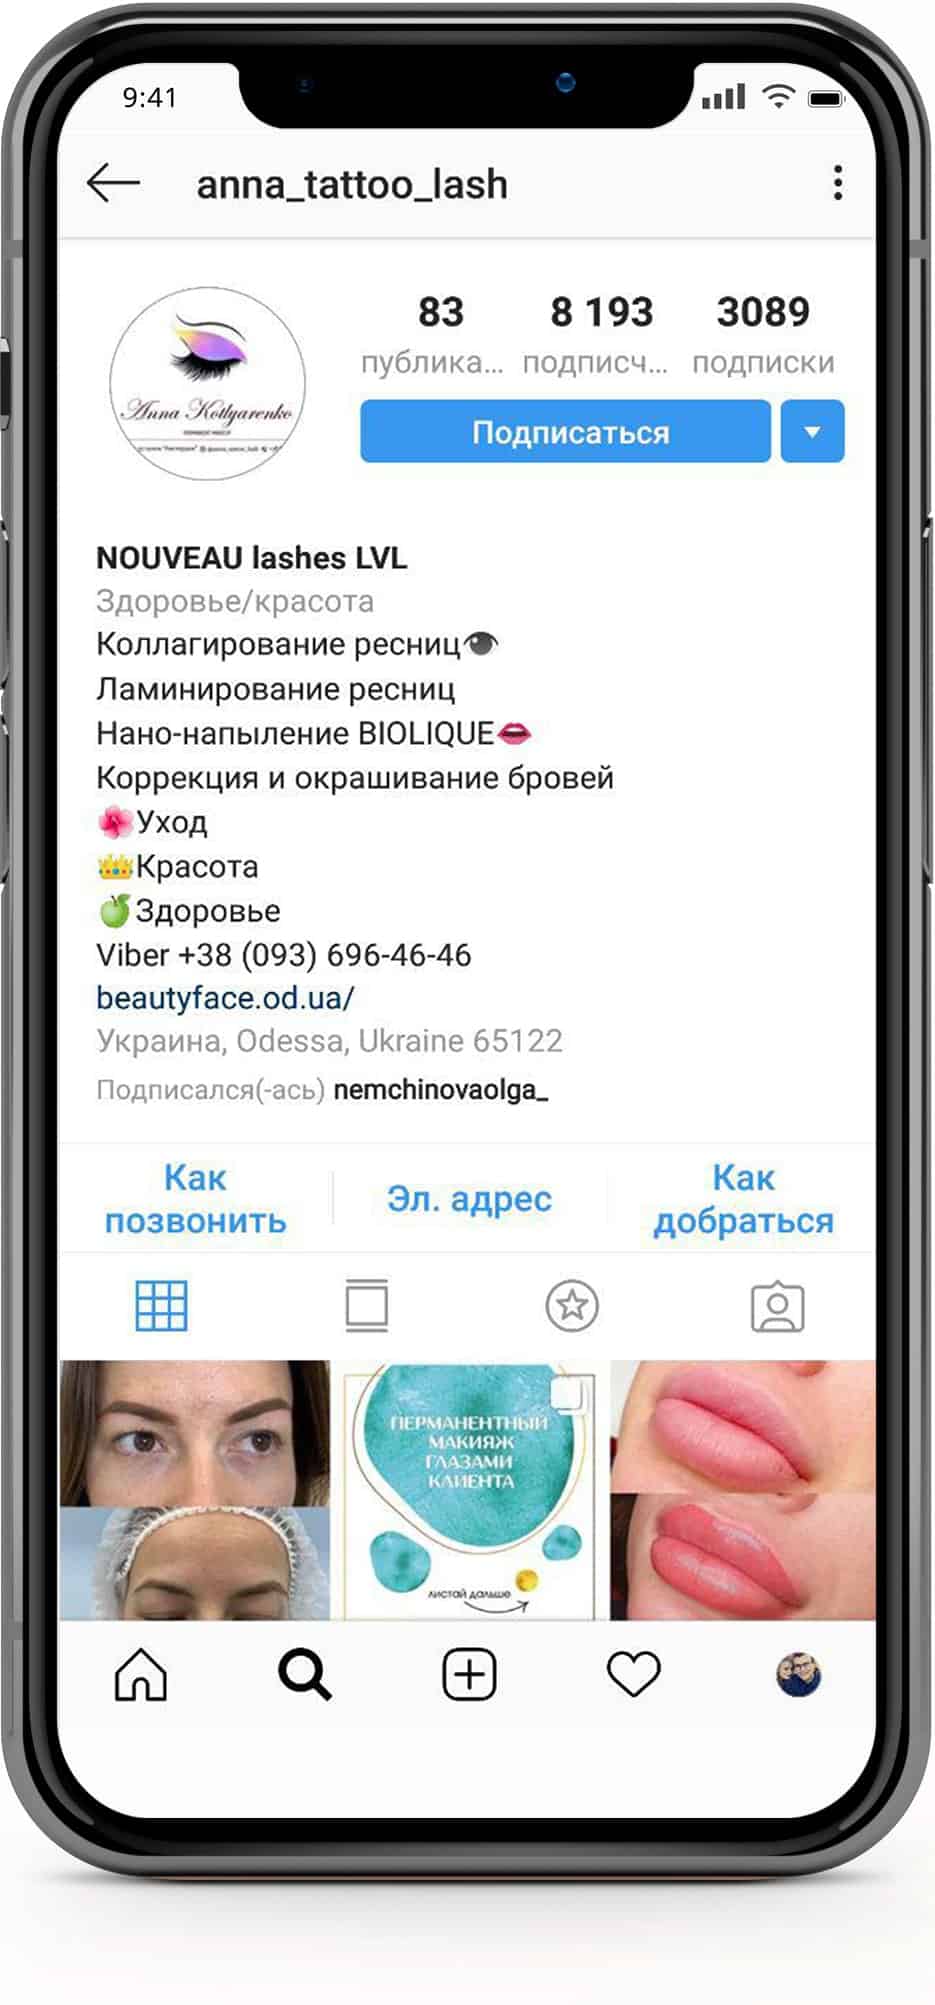 9:41
anna_tattoo_lash
83 8 193 3089
публика... подписч... подписки
Подписаться
Anna Kotlyarenko
NOUVEAU lashes LVL
Здоровье/красота
Коллагирование ресниц
Ламинирование ресниц
Нано-напыление BIOLIQUE
Коррекция и окрашивание бровей
Уход
Красота
Здоровье
Viber +38 (093) 696-46-46
beautyface.od.ua/
Украина, Odessa, Ukraine 65122
Подписался(-ась) nemchinovaolga_
Как позвонить
Эл. адрес
Как добраться
ПЕРМАНЕНТНЫЙ
МАКИЯЖ
ГЛАЗАМИ
КЛИЕНТА
листай дальше